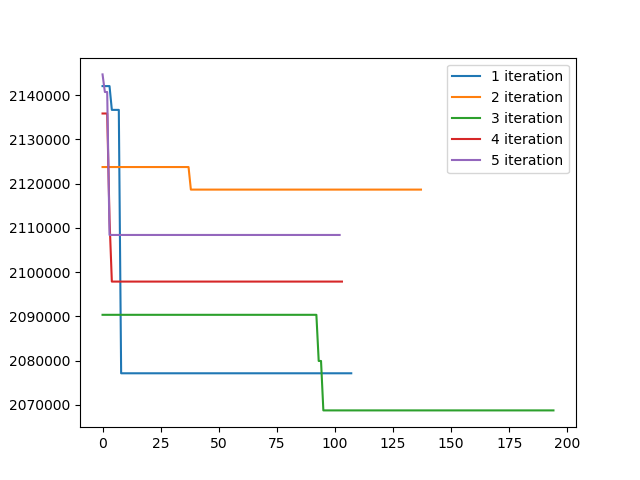 2140000
2130000
2120000
2110000
2100000
2090000
2080000
2070000
0 25 50 75 100 125 150 175 200
1 iteration
2 iteration
3 iteration
4 iteration
5 iteration